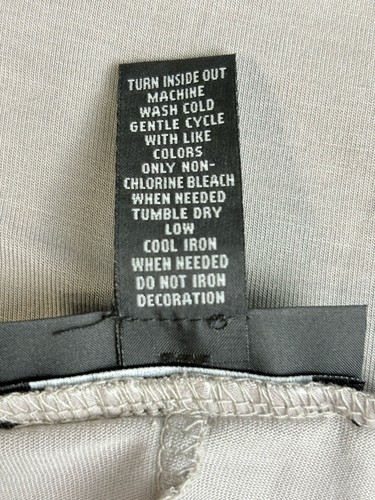 TURN INSIDE OUT
MACHINE
WASH COLD
GENTLE CYCLE
WITH LIKE
COLORS
ONLY NON-
CHLORINE BLEACH
WHEN NEEDED
TUMBLE DRY
LOW
COOL IRON
WHEN NEEDED
DO NOT IRON
DECORATION